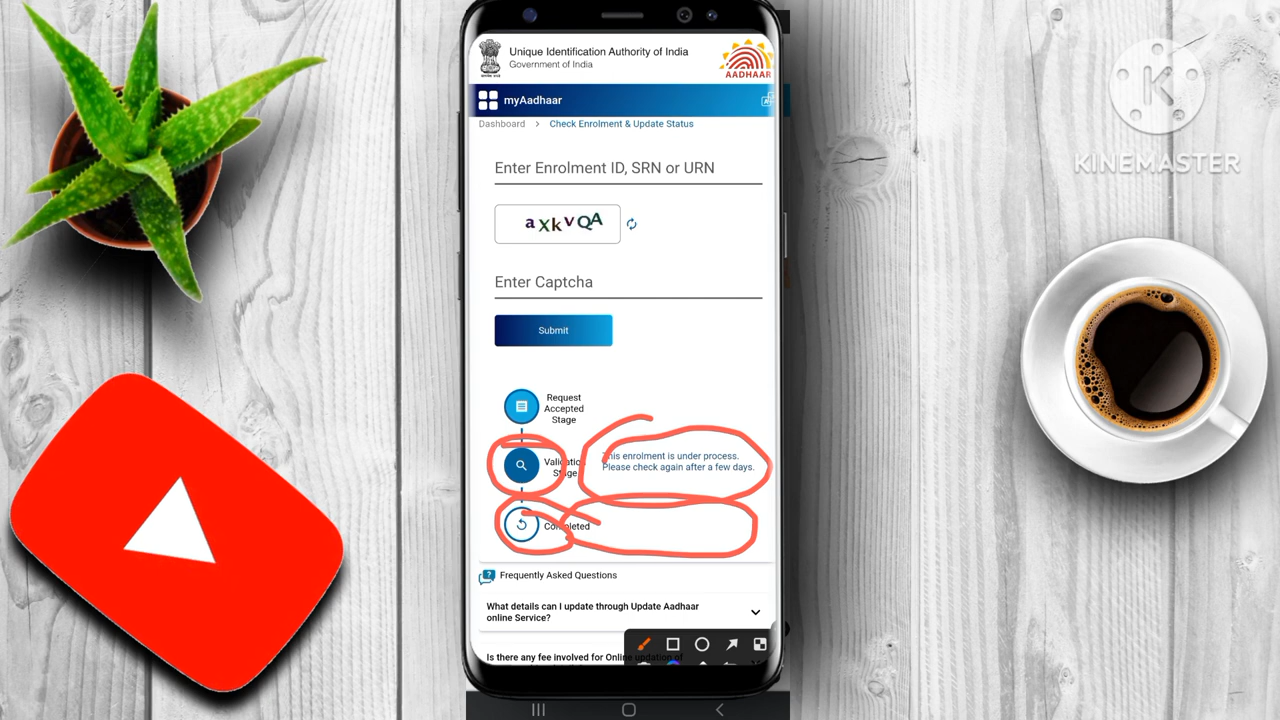 Unique Identification Authority of India
Government of India
AADHAAR
myAadhaar
Dashboard > Check Enrolment & Update Status
Enter Enrolment ID, SRN or URN
axkvQA
Enter Captcha
Submit
Request
Accepted
Stage
Validation
Stage
This enrolment is under process.
Please check again after a few days.
Completed
Frequently Asked Questions
What details can I update through Update Aadhaar
online Service?
Is there any fee involved for Online updation of
KINEMASTER